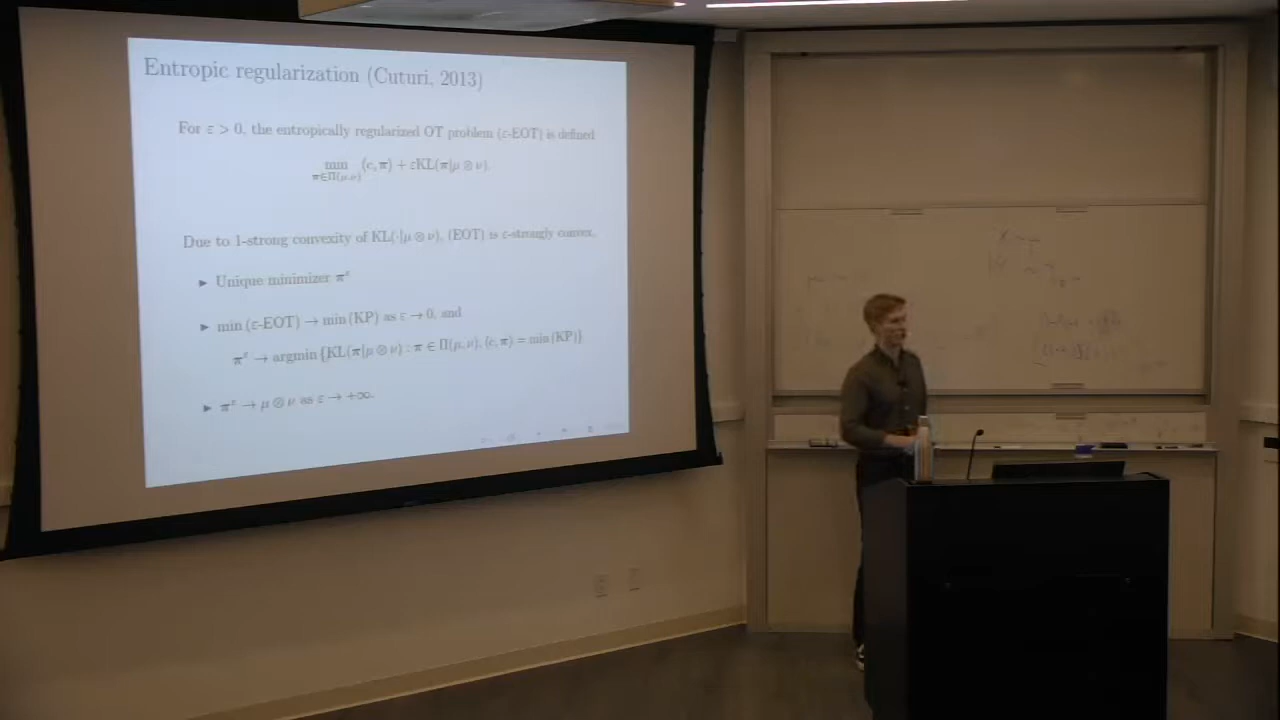 Entropic regularization (Cuturi, 2013)
For ε > 0, the entropically regularized OT problem (ε-EOT) is defined
min ⟨c, π⟩ + εKL(π|μ ⊗ ν).
π∈Π(μ,ν)
Due to 1-strong convexity of KL(·|μ ⊗ ν), (EOT) is ε-strongly convex.
► Unique minimizer π^ε
► min (ε-EOT) → min (KP) as ε → 0, and
π^ε → argmin {KL(π|μ ⊗ ν) : π ∈ Π(μ, ν), ⟨c, π⟩ = min (KP)}
► π^ε → μ ⊗ ν as ε → +∞.